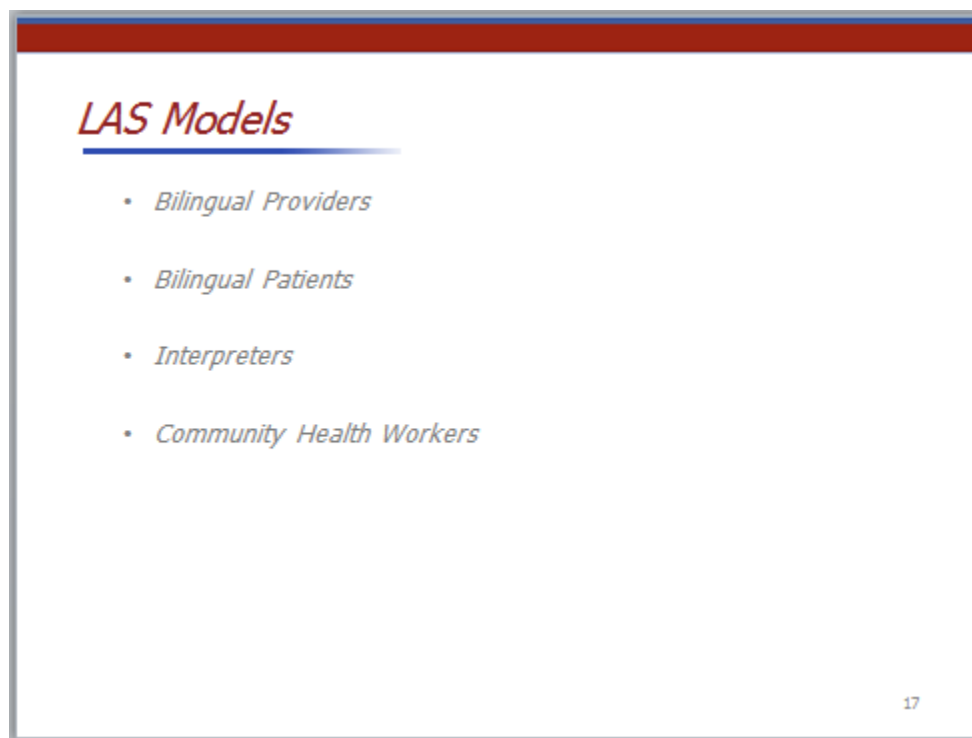 LAS Models
• Bilingual Providers
• Bilingual Patients
• Interpreters
• Community Health Workers
17